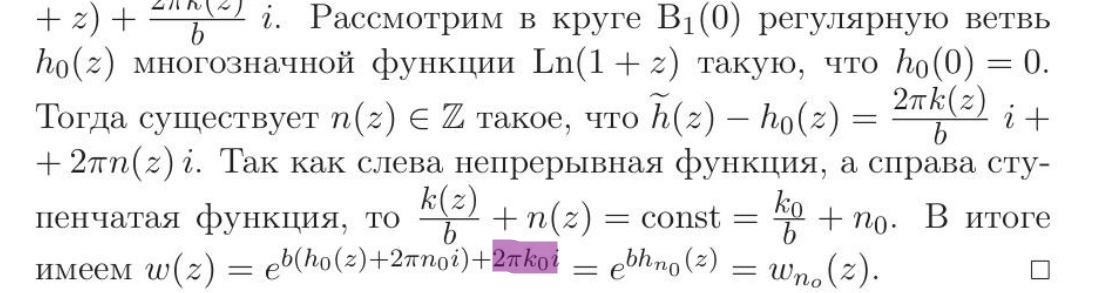 + z) + 2πk(z)/b i. Рассмотрим в круге B₁(0) регулярную ветвь
h₀(z) многозначной функции Ln(1 + z) такую, что h₀(0) = 0.
Тогда существует n(z) ∈ ℤ такое, что h̃(z) − h₀(z) = 2πk(z)/b i +
+ 2πn(z) i. Так как слева непрерывная функция, а справа сту-
пенчатая функция, то k(z)/b + n(z) = const = k₀/b + n₀. В итоге
имеем w(z) = e^{b(h₀(z)+2πn₀i)+2πk₀i} = e^{bh_{n₀}(z)} = w_{n_o}(z). □